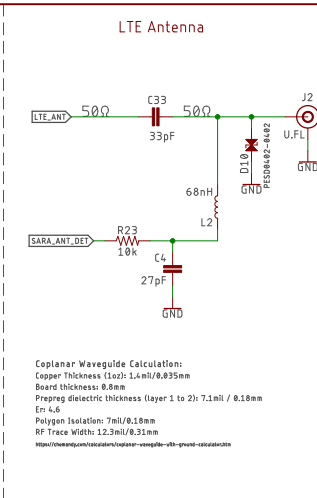 LTE Antenna
C33
J2
LTE_ANT
50Ω
50Ω
33pF
U.FL
D10
PESD0402-0402
GND
GND
68nH
L2
R23
SARA_ANT_DET
10k
C4
27pF
GND
Coplanar Waveguide Calculation:
Copper Thickness (1oz): 1.4mil/0.035mm
Board thickness: 0.8mm
Prepreg dielectric thickness (layer 1 to 2): 7.1mil / 0.18mm
Er: 4.6
Polygon Isolation: 7mil/0.18mm
RF Trace Width: 12.3mil/0.31mm
https://chemandy.com/calculators/coplanar-waveguide-with-ground-calculator.htm